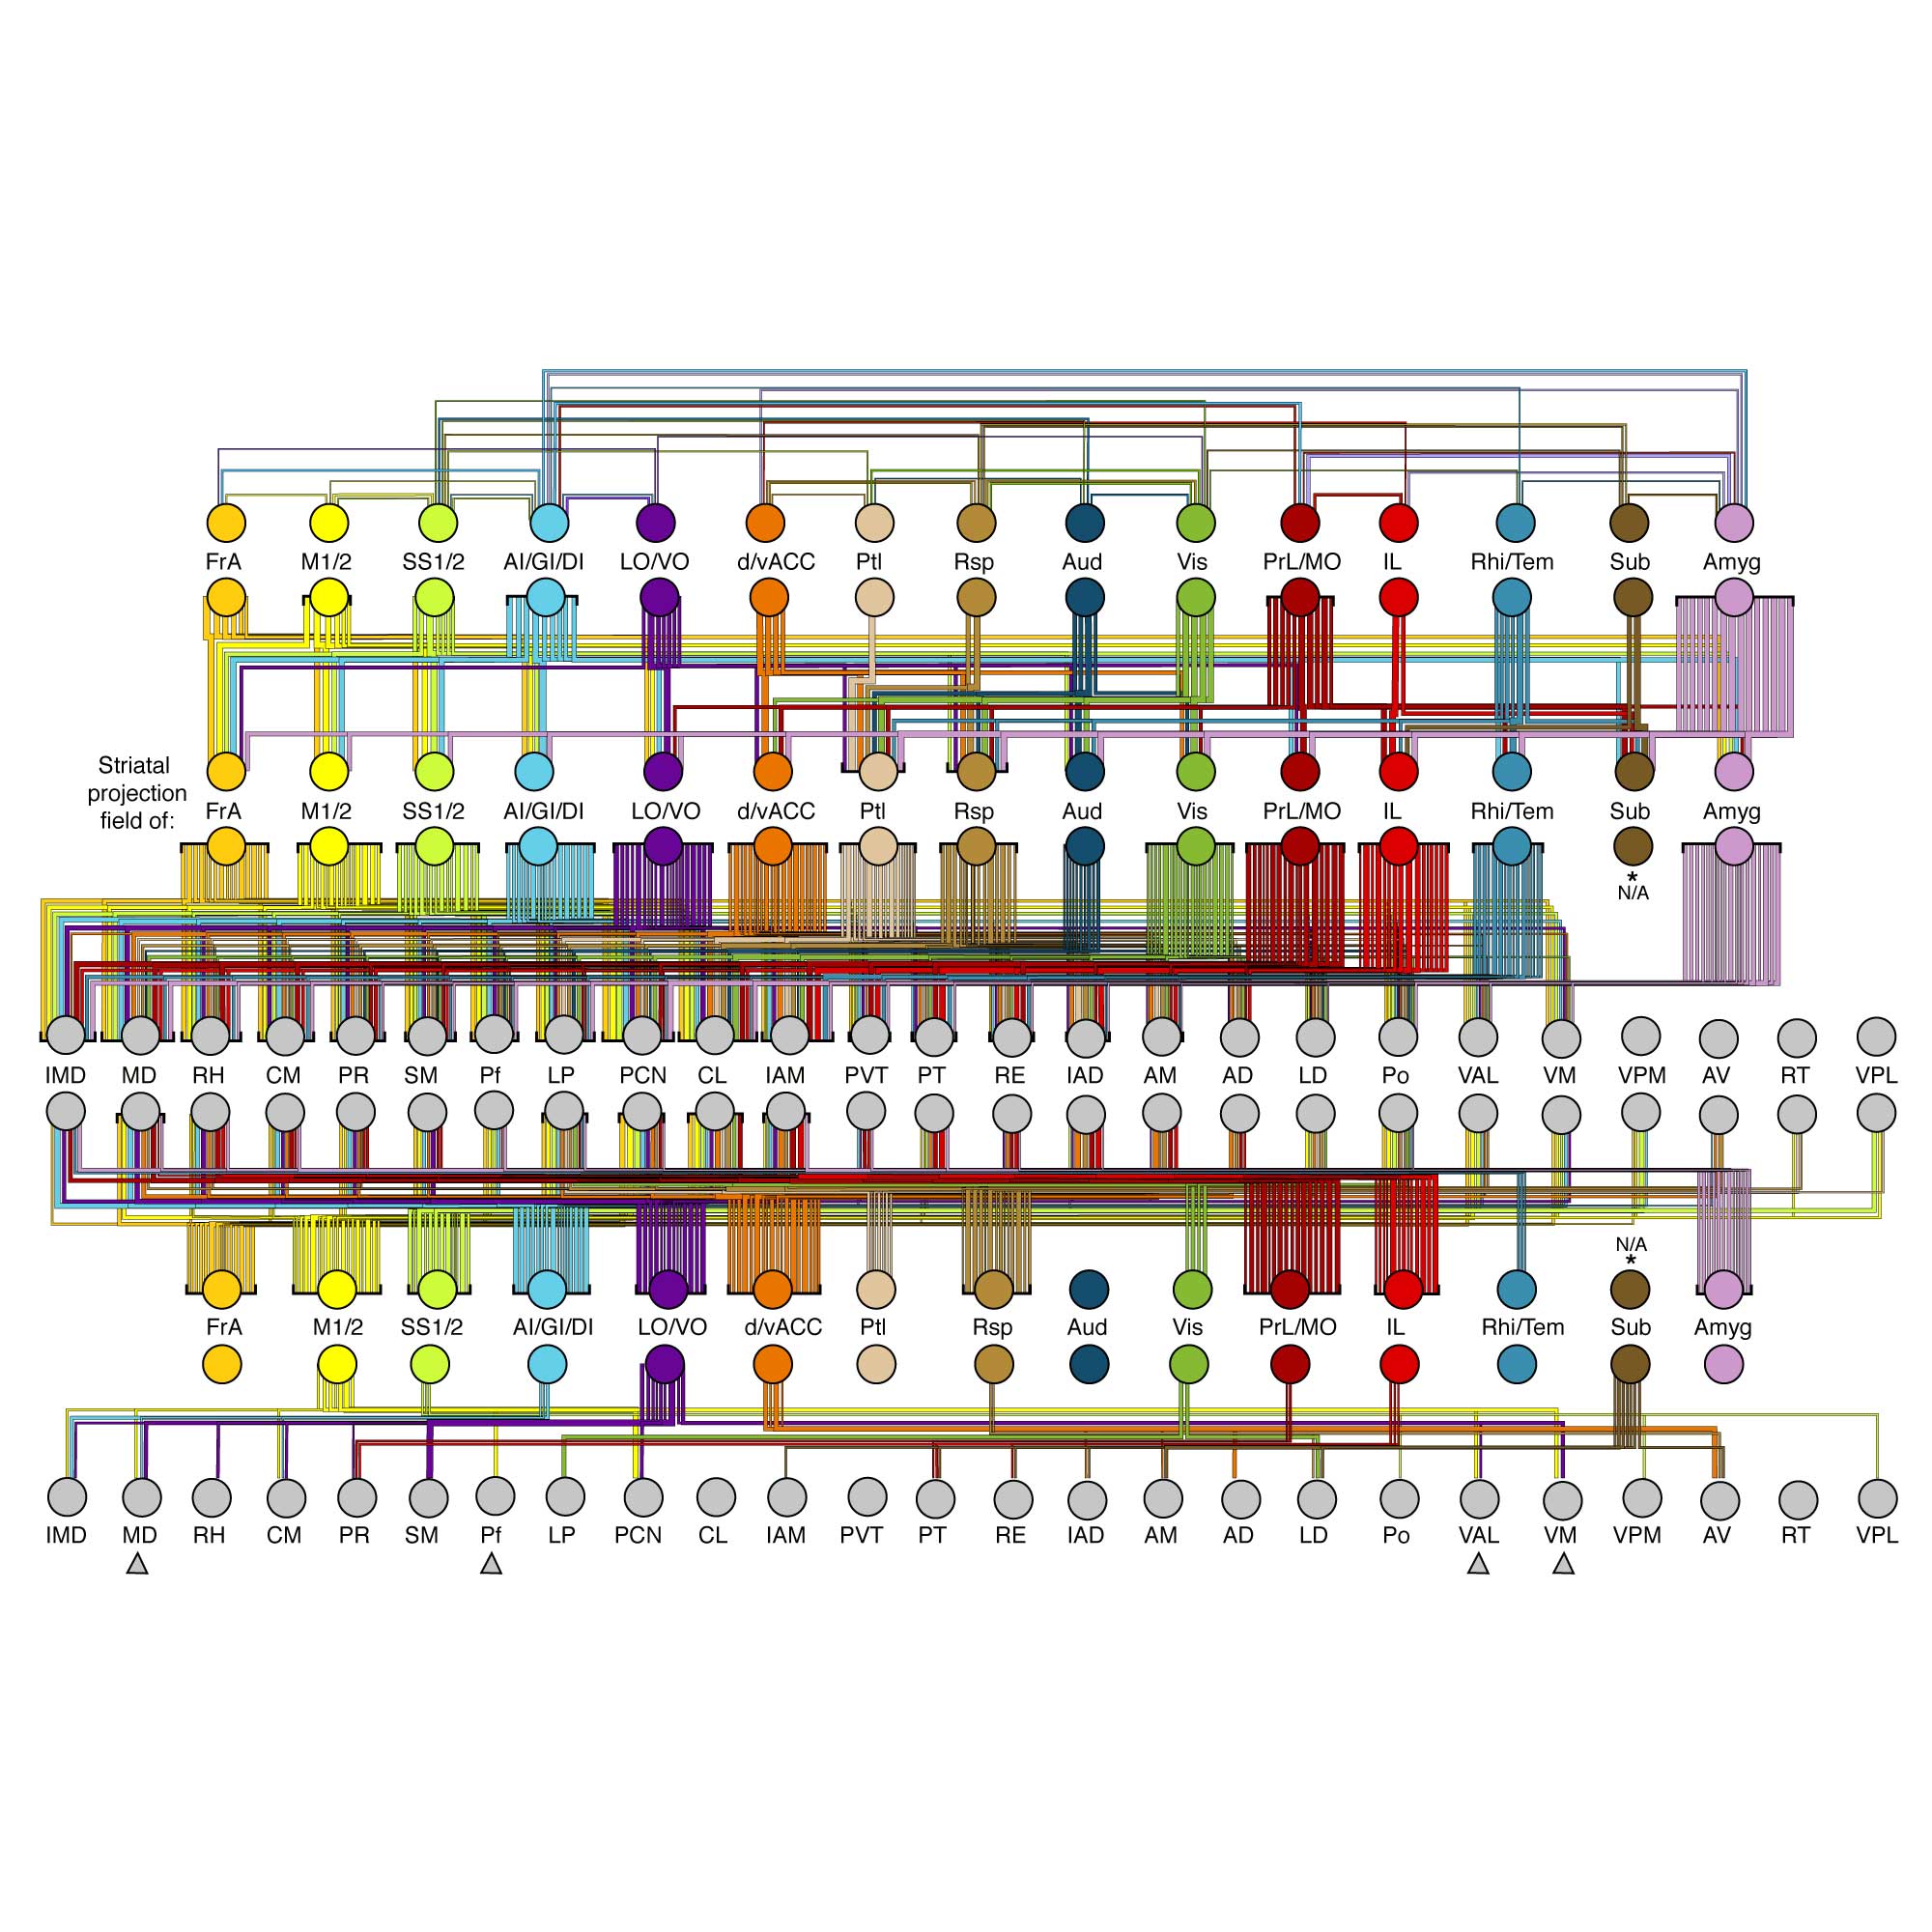 FrA M1/2 SS1/2 AI/GI/DI LO/VO d/vACC Ptl Rsp Aud Vis PrL/MO IL Rhi/Tem Sub Amyg
Striatal
projection
field of:
FrA M1/2 SS1/2 AI/GI/DI LO/VO d/vACC Ptl Rsp Aud Vis PrL/MO IL Rhi/Tem Sub Amyg
*
N/A
IMD MD RH CM PR SM Pf LP PCN CL IAM PVT PT RE IAD AM AD LD Po VAL VM VPM AV RT VPL
N/A
*
FrA M1/2 SS1/2 AI/GI/DI LO/VO d/vACC Ptl Rsp Aud Vis PrL/MO IL Rhi/Tem Sub Amyg
IMD MD RH CM PR SM Pf LP PCN CL IAM PVT PT RE IAD AM AD LD Po VAL VM VPM AV RT VPL